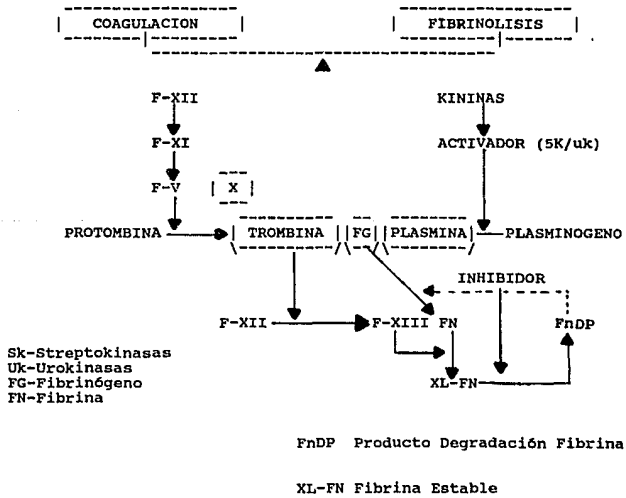 COAGULACION FIBRINOLISIS
F-XII KININAS
F-XI ACTIVADOR (5K/uk)
F-V X
PROTOMBINA TROMBINA FG PLASMINA PLASMINOGENO
INHIBIDOR
F-XII F-XIII FN FnDP
Sk-Streptokinasas
Uk-Urokinasas
FG-Fibrinógeno
FN-Fibrina
XL-FN
FnDP Producto Degradación Fibrina
XL-FN Fibrina Estable